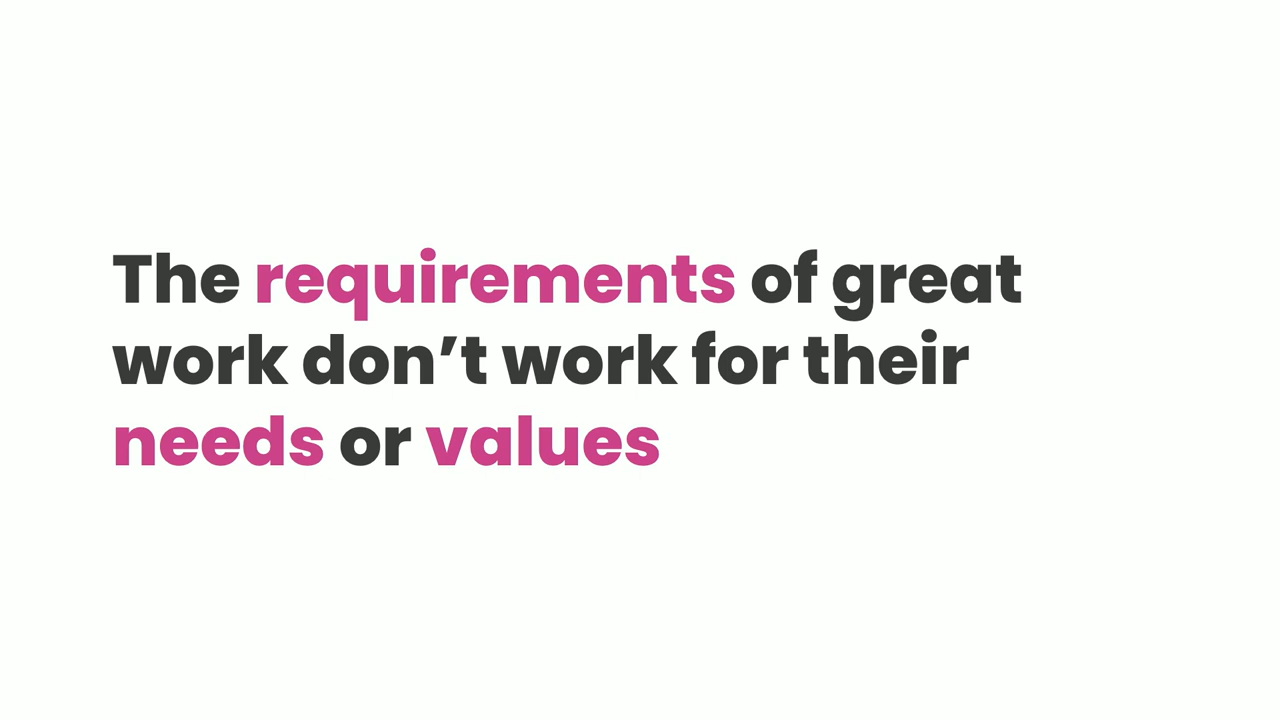 The requirements of great
work don’t work for their
needs or values